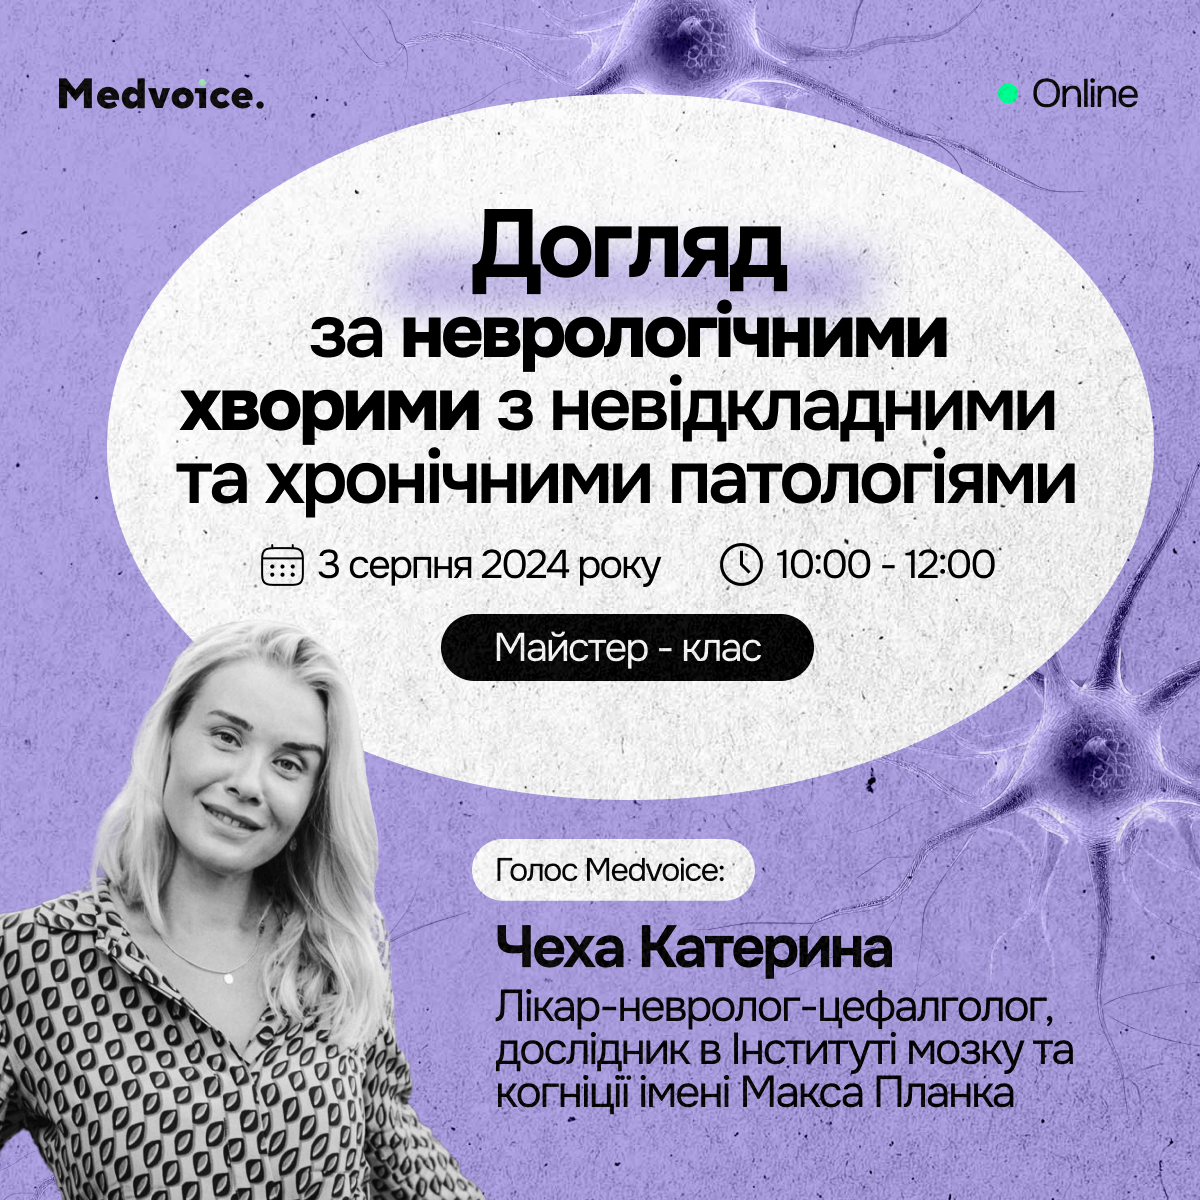 Medvoice.
Online
Догляд
за неврологічними
хворими з невідкладними
та хронічними патологіями
3 серпня 2024 року
10:00 - 12:00
Майстер - клас
Голос Medvoice:
Чеха Катерина
Лікар-невролог-цефалголог,
дослідник в Інституті мозку та
когніції імені Макса Планка